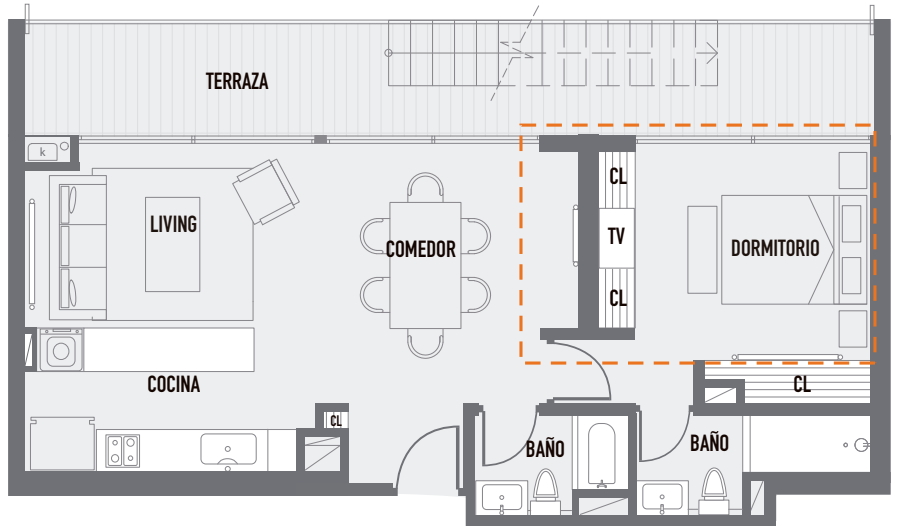 TERRAZA
k
CL
LIVING
COMEDOR
TV
DORMITORIO
CL
COCINA
CL
CL
BAÑO
BAÑO